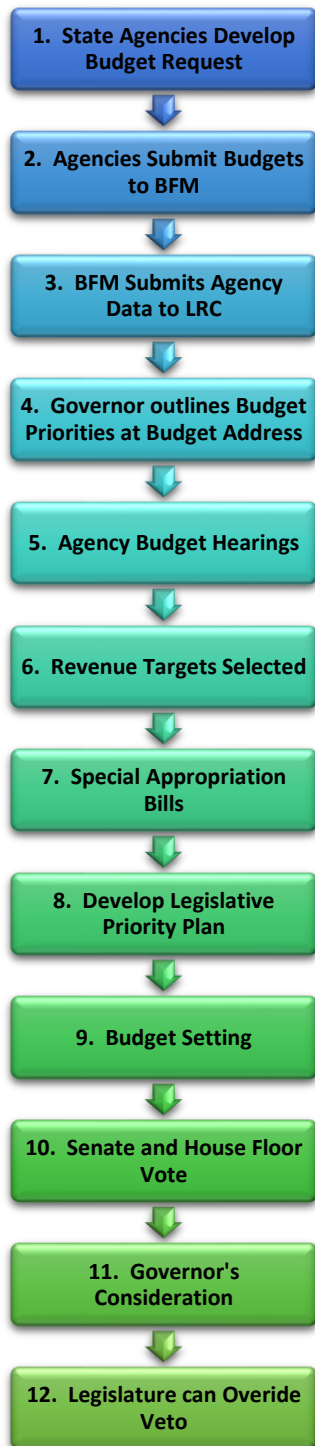 1. State Agencies Develop
Budget Request
2. Agencies Submit Budgets
to BFM
3. BFM Submits Agency
Data to LRC
4. Governor outlines Budget
Priorities at Budget Address
5. Agency Budget Hearings
6. Revenue Targets Selected
7. Special Appropriation
Bills
8. Develop Legislative
Priority Plan
9. Budget Setting
10. Senate and House Floor
Vote
11. Governor's
Consideration
12. Legislature can Overide
Veto